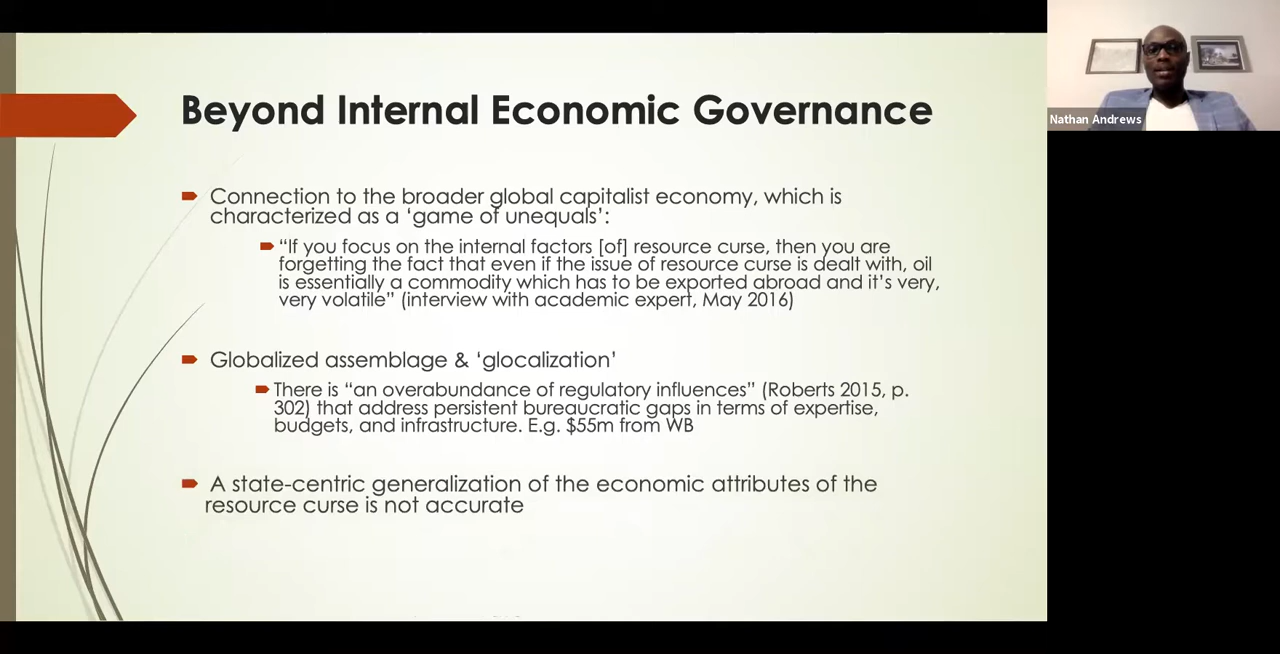 Beyond Internal Economic Governance
Connection to the broader global capitalist economy, which is
characterized as a ‘game of unequals’:
“If you focus on the internal factors [of] resource curse, then you are
forgetting the fact that even if the issue of resource curse is dealt with, oil
is essentially a commodity which has to be exported abroad and it’s very,
very volatile” (interview with academic expert, May 2016)
Globalized assemblage & ‘glocalization’
There is “an overabundance of regulatory influences” (Roberts 2015, p.
302) that address persistent bureaucratic gaps in terms of expertise,
budgets, and infrastructure. E.g. $55m from WB
A state-centric generalization of the economic attributes of the
resource curse is not accurate
Nathan Andrews